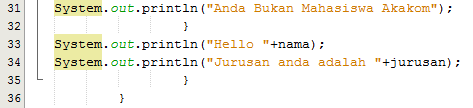 31 System.out.println("Anda Bukan Mahasiswa Akakom");
32 }
33 System.out.println("Hello "+nama);
34 System.out.println("Jurusan anda adalah "+jurusan);
35 }
36 }